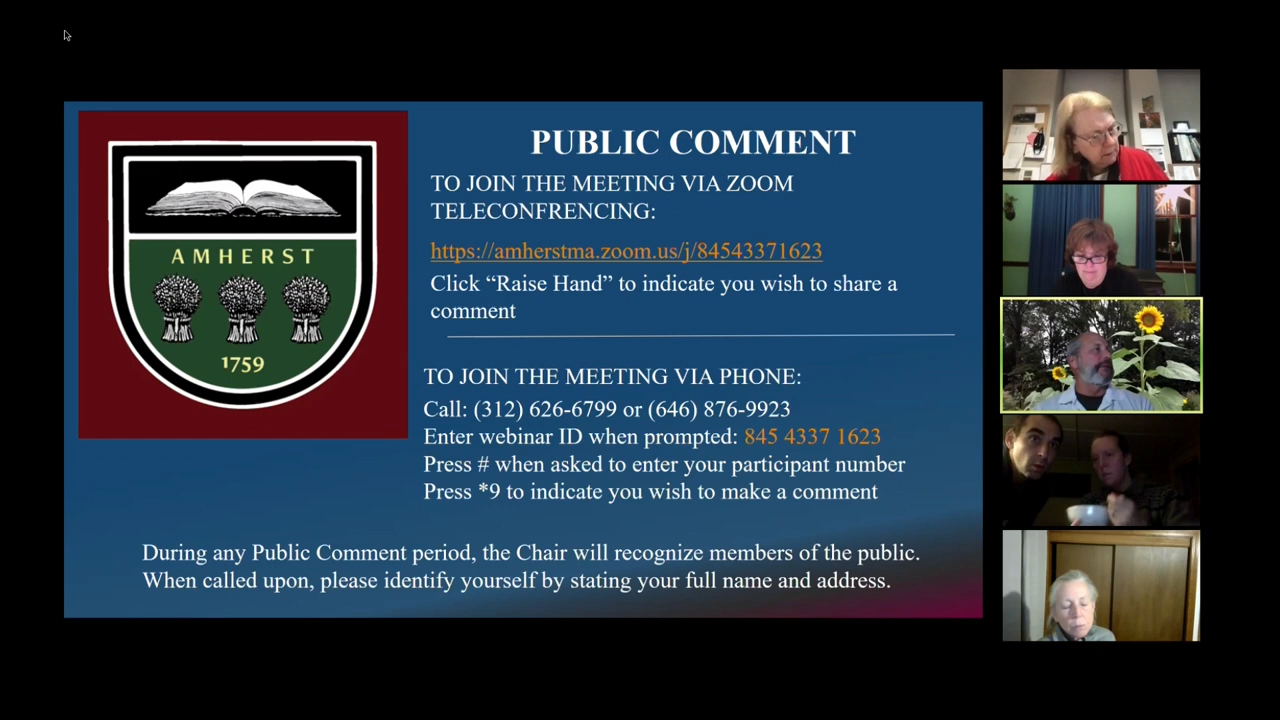 AMHERST
1759
PUBLIC COMMENT
TO JOIN THE MEETING VIA ZOOM
TELECONFRENCING:
https://amherstma.zoom.us/j/84543371623
Click “Raise Hand” to indicate you wish to share a
comment
TO JOIN THE MEETING VIA PHONE:
Call: (312) 626-6799 or (646) 876-9923
Enter webinar ID when prompted: 845 4337 1623
Press # when asked to enter your participant number
Press *9 to indicate you wish to make a comment
During any Public Comment period, the Chair will recognize members of the public.
When called upon, please identify yourself by stating your full name and address.